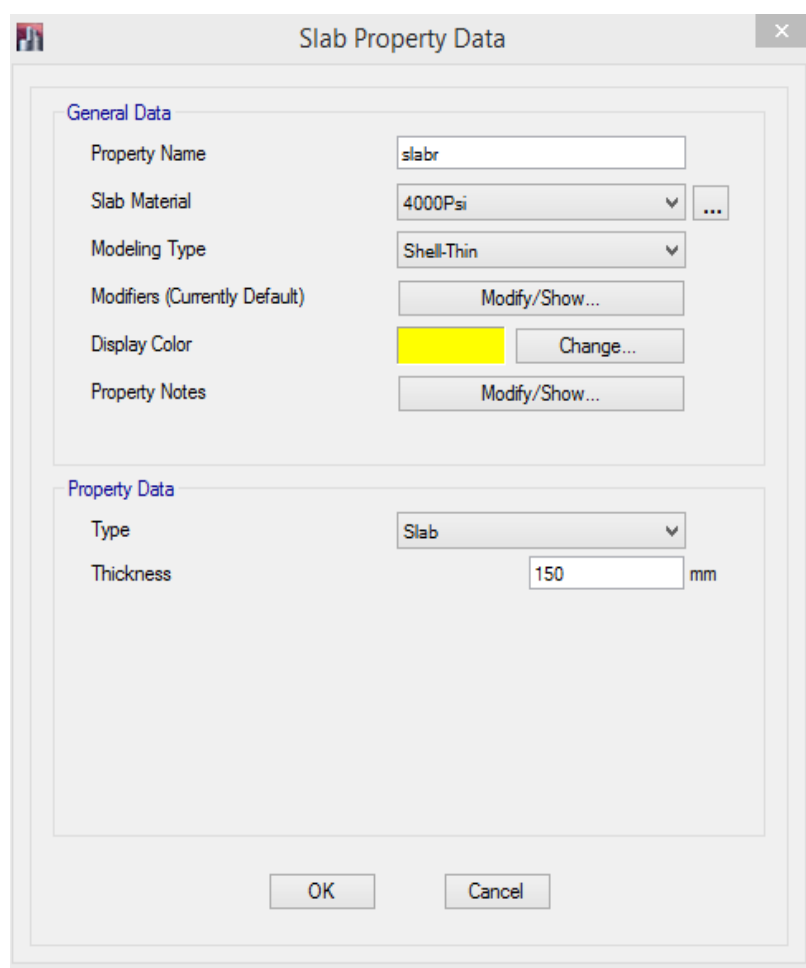 Slab Property Data
General Data
Property Name slabr
Slab Material 4000Psi ...
Modeling Type Shell-Thin
Modifiers (Currently Default) Modify/Show...
Display Color Change...
Property Notes Modify/Show...
Property Data
Type Slab
Thickness 150 mm
OK Cancel